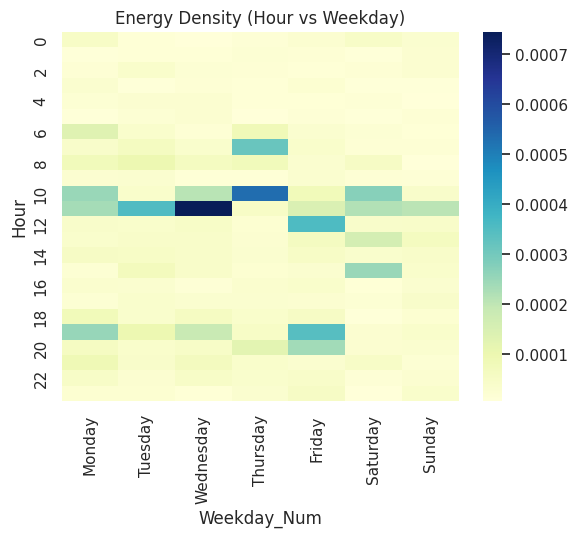 Energy Density (Hour vs Weekday)
Hour
0
2
4
6
8
10
12
14
16
18
20
22
Monday
Tuesday
Wednesday
Thursday
Friday
Saturday
Sunday
Weekday_Num
0.0007
0.0006
0.0005
0.0004
0.0003
0.0002
0.0001